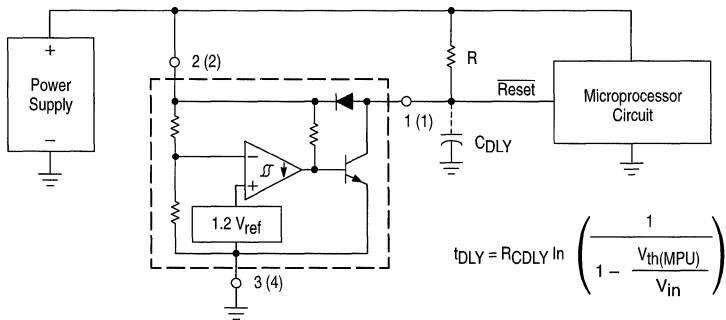 +
2 (2)
R
Power
Supply
Reset
Microprocessor
Circuit
1 (1)
CDLY
–
–
+
1.2 Vref
tDLY = RCDLY In ( 1 / ( 1 – Vth(MPU) / Vin ) )
3 (4)